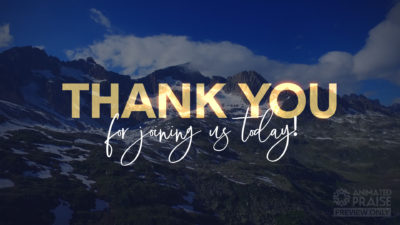 THANK YOU
for joining us today!
ANIMATED
PRAISE
PREVIEW ONLY